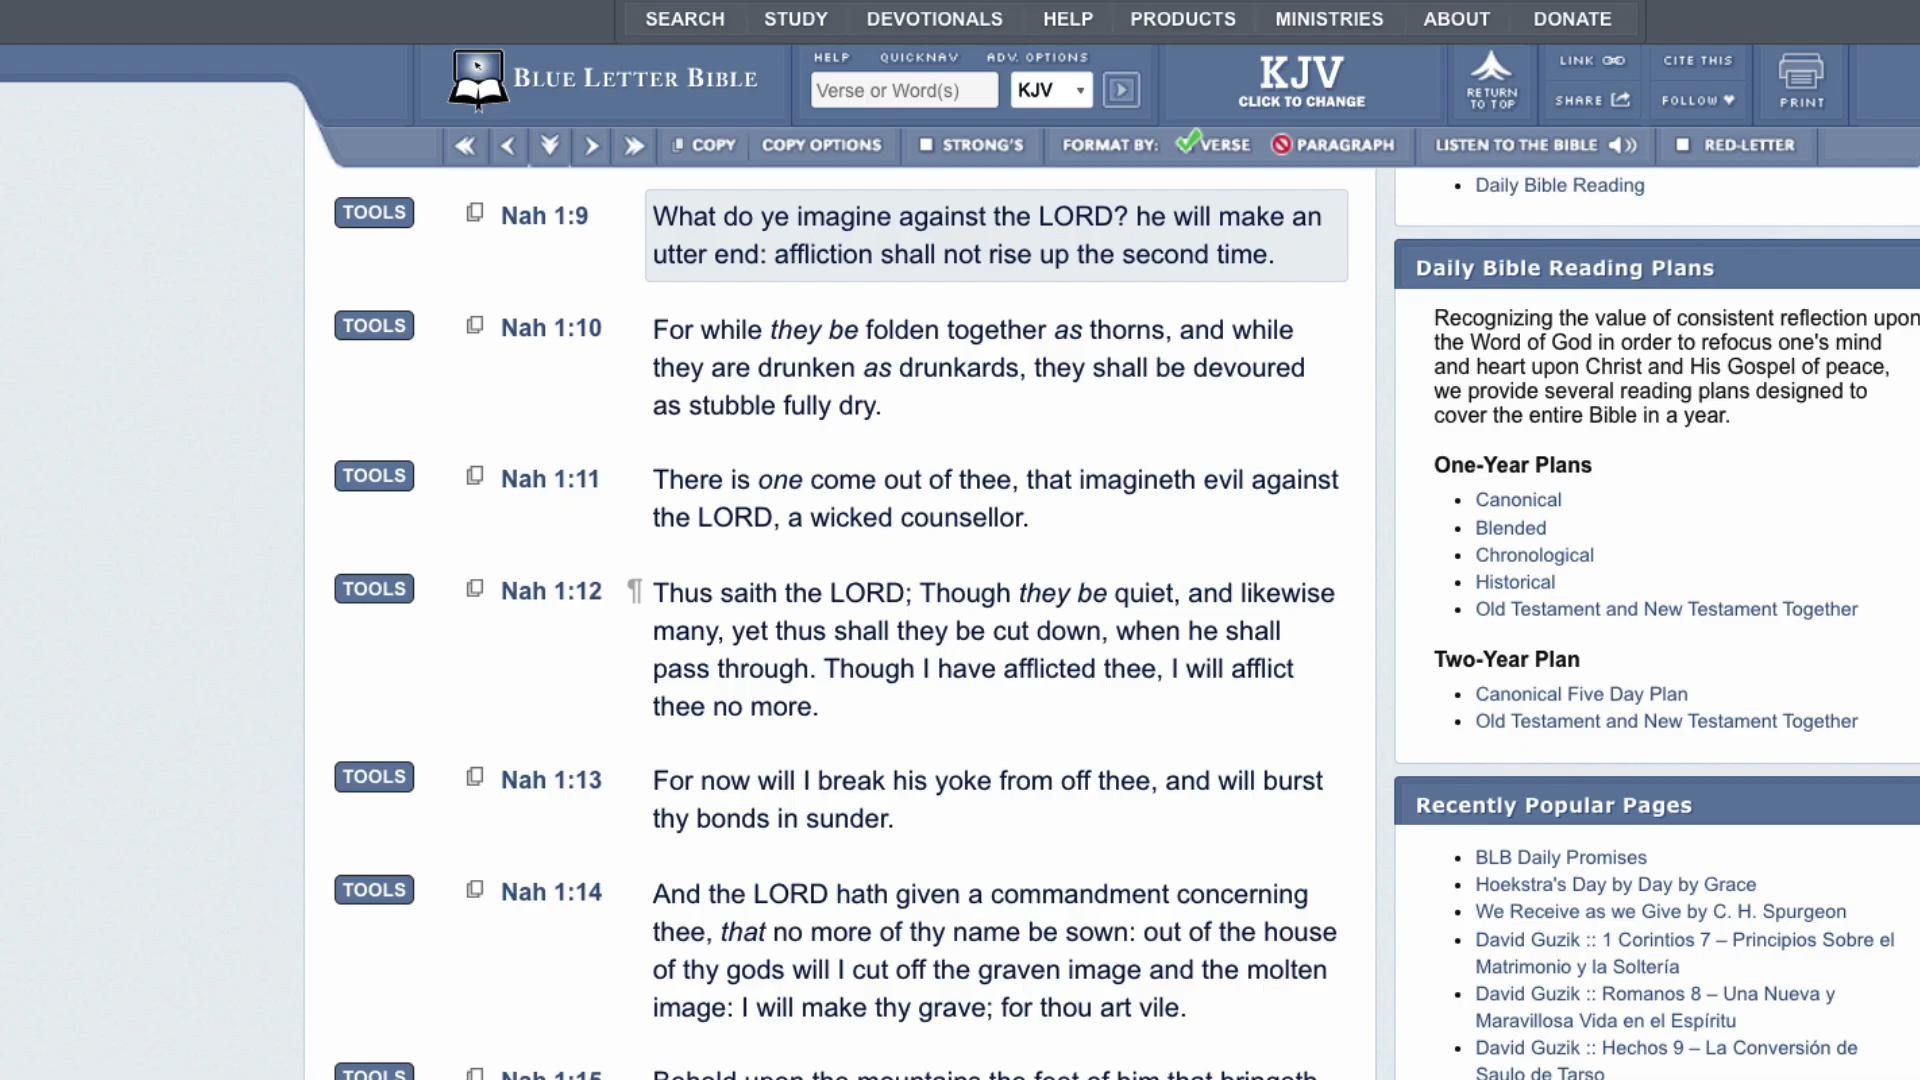 SEARCH STUDY DEVOTIONALS HELP PRODUCTS MINISTRIES ABOUT DONATE
BLUE LETTER BIBLE
HELP QUICKNAV ADV. OPTIONS
Verse or Word(s) KJV
KJV
CLICK TO CHANGE
RETURN
TO TOP
LINK
SHARE
CITE THIS
FOLLOW
PRINT
COPY COPY OPTIONS STRONG'S FORMAT BY: VERSE PARAGRAPH LISTEN TO THE BIBLE RED-LETTER
TOOLS Nah 1:9 What do ye imagine against the LORD? he will make an
utter end: affliction shall not rise up the second time.
TOOLS Nah 1:10 For while they be folden together as thorns, and while
they are drunken as drunkards, they shall be devoured
as stubble fully dry.
TOOLS Nah 1:11 There is one come out of thee, that imagineth evil against
the LORD, a wicked counsellor.
TOOLS Nah 1:12 ¶ Thus saith the LORD; Though they be quiet, and likewise
many, yet thus shall they be cut down, when he shall
pass through. Though I have afflicted thee, I will afflict
thee no more.
TOOLS Nah 1:13 For now will I break his yoke from off thee, and will burst
thy bonds in sunder.
TOOLS Nah 1:14 And the LORD hath given a commandment concerning
thee, that no more of thy name be sown: out of the house
of thy gods will I cut off the graven image and the molten
image: I will make thy grave; for thou art vile.
TOOLS Nah 1:15 Behold upon the mountains the feet of him that bringeth
• Daily Bible Reading
Daily Bible Reading Plans
Recognizing the value of consistent reflection upon
the Word of God in order to refocus one's mind
and heart upon Christ and His Gospel of peace,
we provide several reading plans designed to
cover the entire Bible in a year.
One-Year Plans
• Canonical
• Blended
• Chronological
• Historical
• Old Testament and New Testament Together
Two-Year Plan
• Canonical Five Day Plan
• Old Testament and New Testament Together
Recently Popular Pages
• BLB Daily Promises
• Hoekstra's Day by Day by Grace
• We Receive as we Give by C. H. Spurgeon
• David Guzik :: 1 Corintios 7 – Principios Sobre el
Matrimonio y la Soltería
• David Guzik :: Romanos 8 – Una Nueva y
Maravillosa Vida en el Espíritu
• David Guzik :: Hechos 9 – La Conversión de
Saulo de Tarso